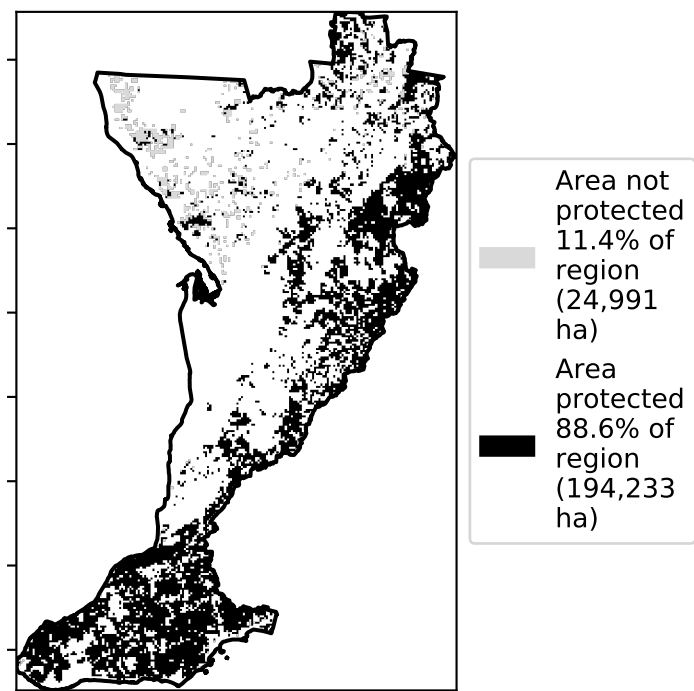 Area not
protected
11.4% of
region
(24,991
ha)
Area
protected
88.6% of
region
(194,233
ha)